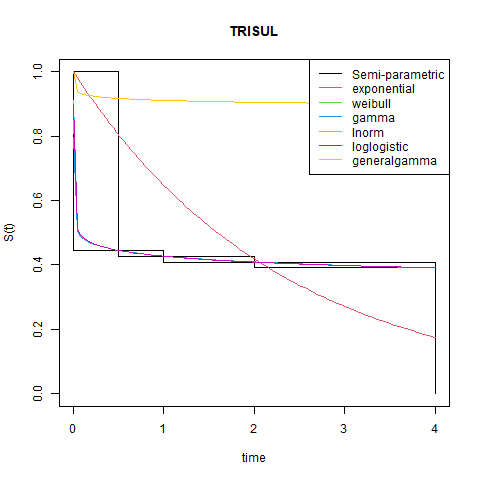 TRISUL
Semi-parametric
exponential
weibull
gamma
lnorm
loglogistic
generalgamma
S(t)
1.0
0.8
0.6
0.4
0.2
0.0
0 1 2 3 4
time